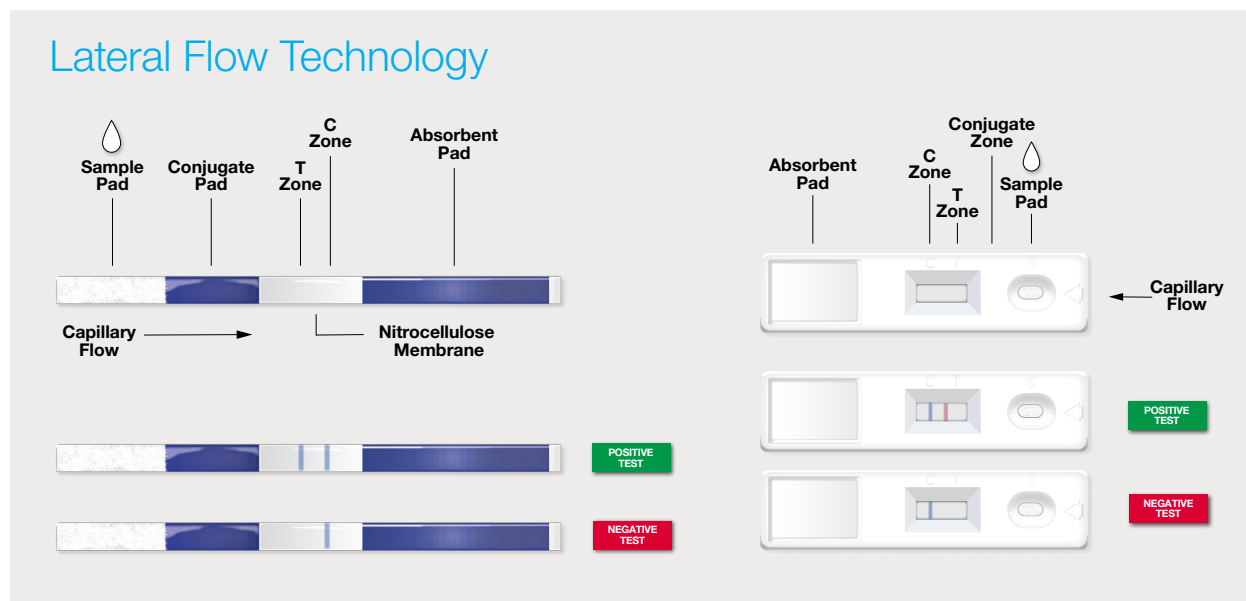 Lateral Flow Technology
Sample
Pad
Conjugate
Pad
T
Zone
C
Zone
Absorbent
Pad
Capillary
Flow
Nitrocellulose
Membrane
POSITIVE
TEST
NEGATIVE
TEST
Absorbent
Pad
C
Zone
T
Zone
Conjugate
Zone
Sample
Pad
C T S
Capillary
Flow
C T S
POSITIVE
TEST
C T S
NEGATIVE
TEST